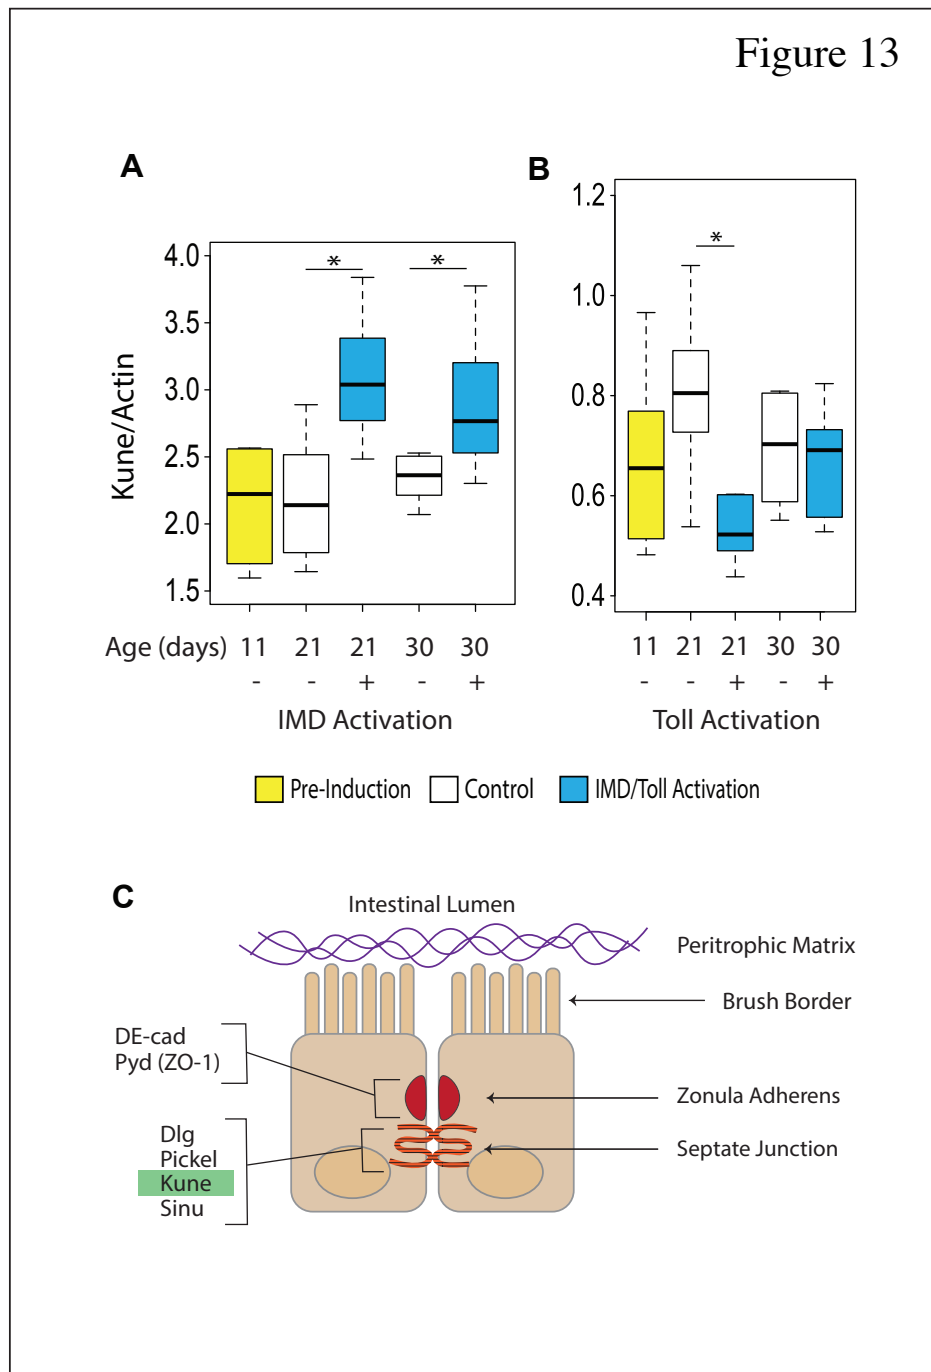 Figure 13
A
Kune/Actin
4.0
3.5
3.0
2.5
2.0
1.5
*
*
Age (days) 11 21 21 30 30
- - + - +
IMD Activation
B
1.2
1.0
0.8
0.6
0.4
*
11 21 21 30 30
- - + - +
Toll Activation
Pre-Induction Control IMD/Toll Activation
C
Intestinal Lumen
Peritrophic Matrix
Brush Border
DE-cad
Pyd (ZO-1)
Zonula Adherens
Dlg
Pickel
Kune
Sinu
Septate Junction